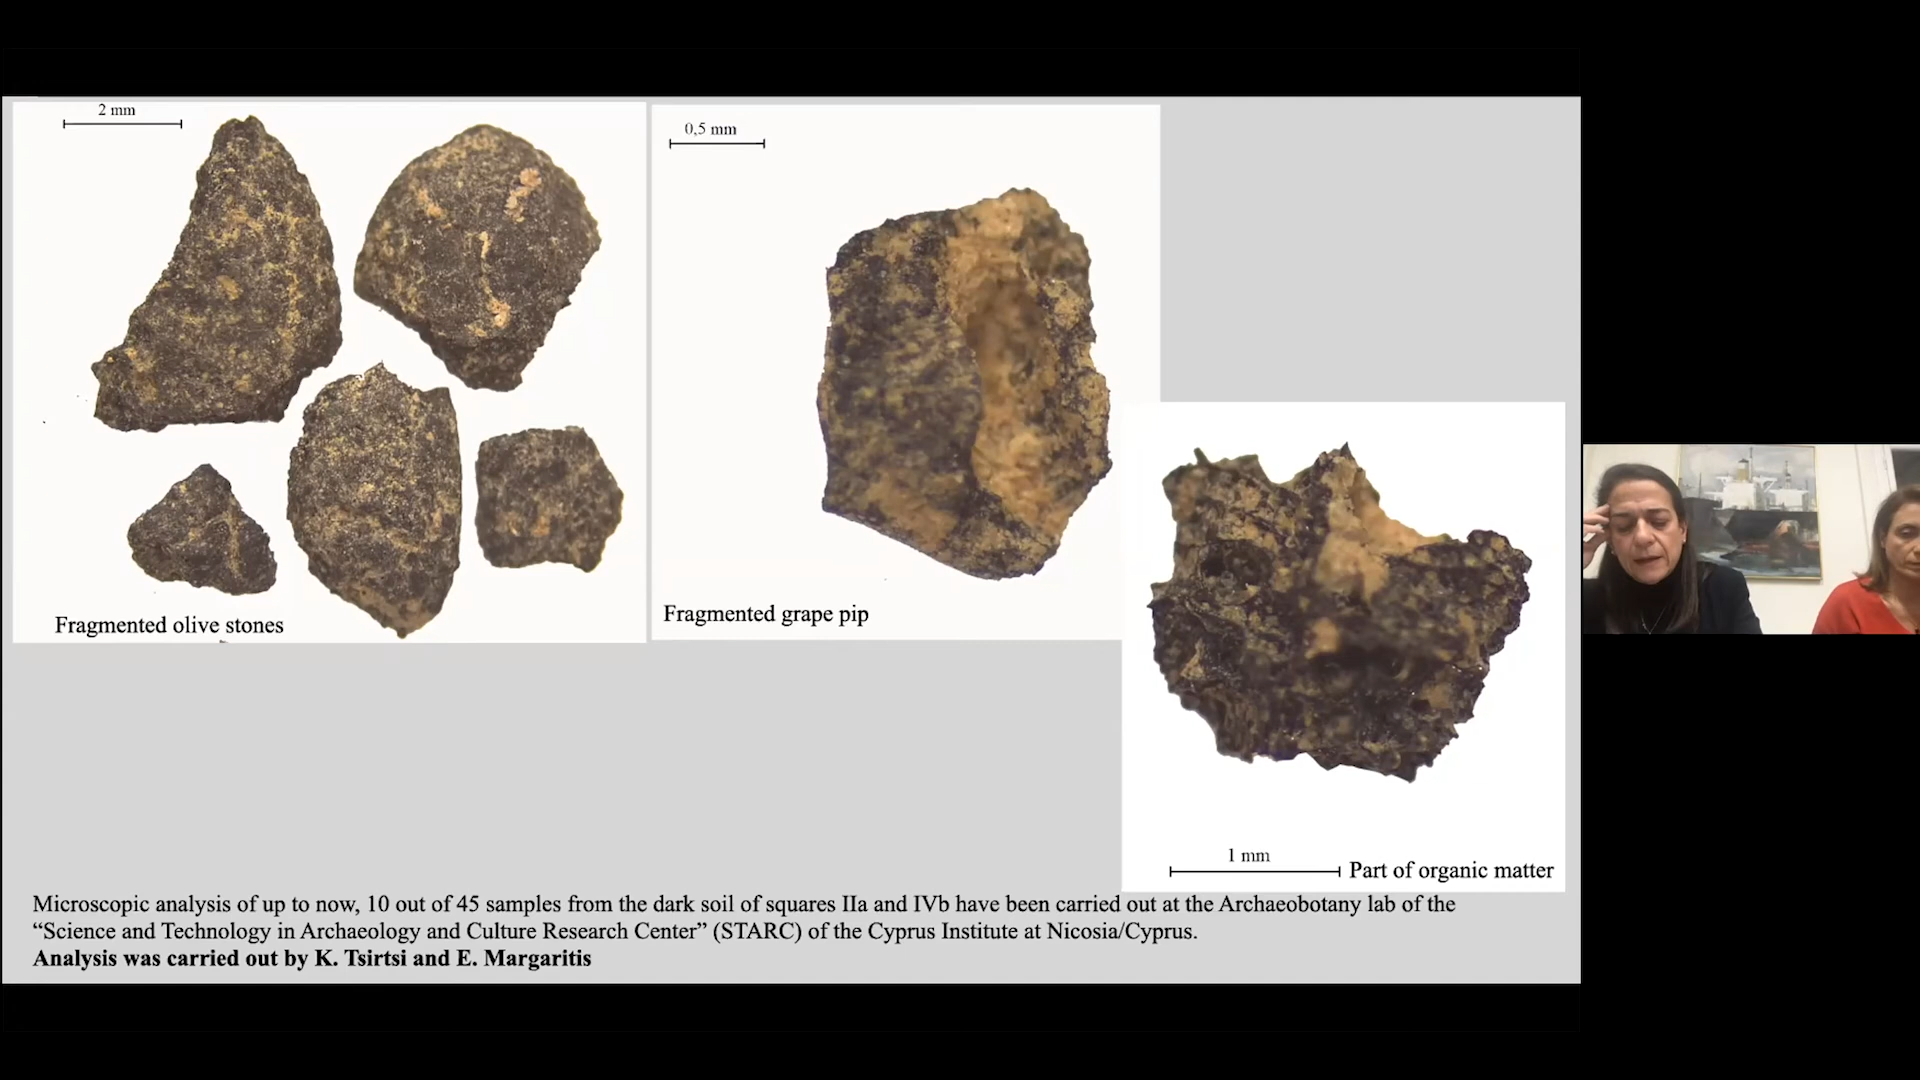 2 mm
Fragmented olive stones
0,5 mm
Fragmented grape pip
1 mm
Part of organic matter
Microscopic analysis of up to now, 10 out of 45 samples from the dark soil of squares IIa and IVb have been carried out at the Archaeobotany lab of the
“Science and Technology in Archaeology and Culture Research Center” (STARC) of the Cyprus Institute at Nicosia/Cyprus.
Analysis was carried out by K. Tsirtsi and E. Margaritis